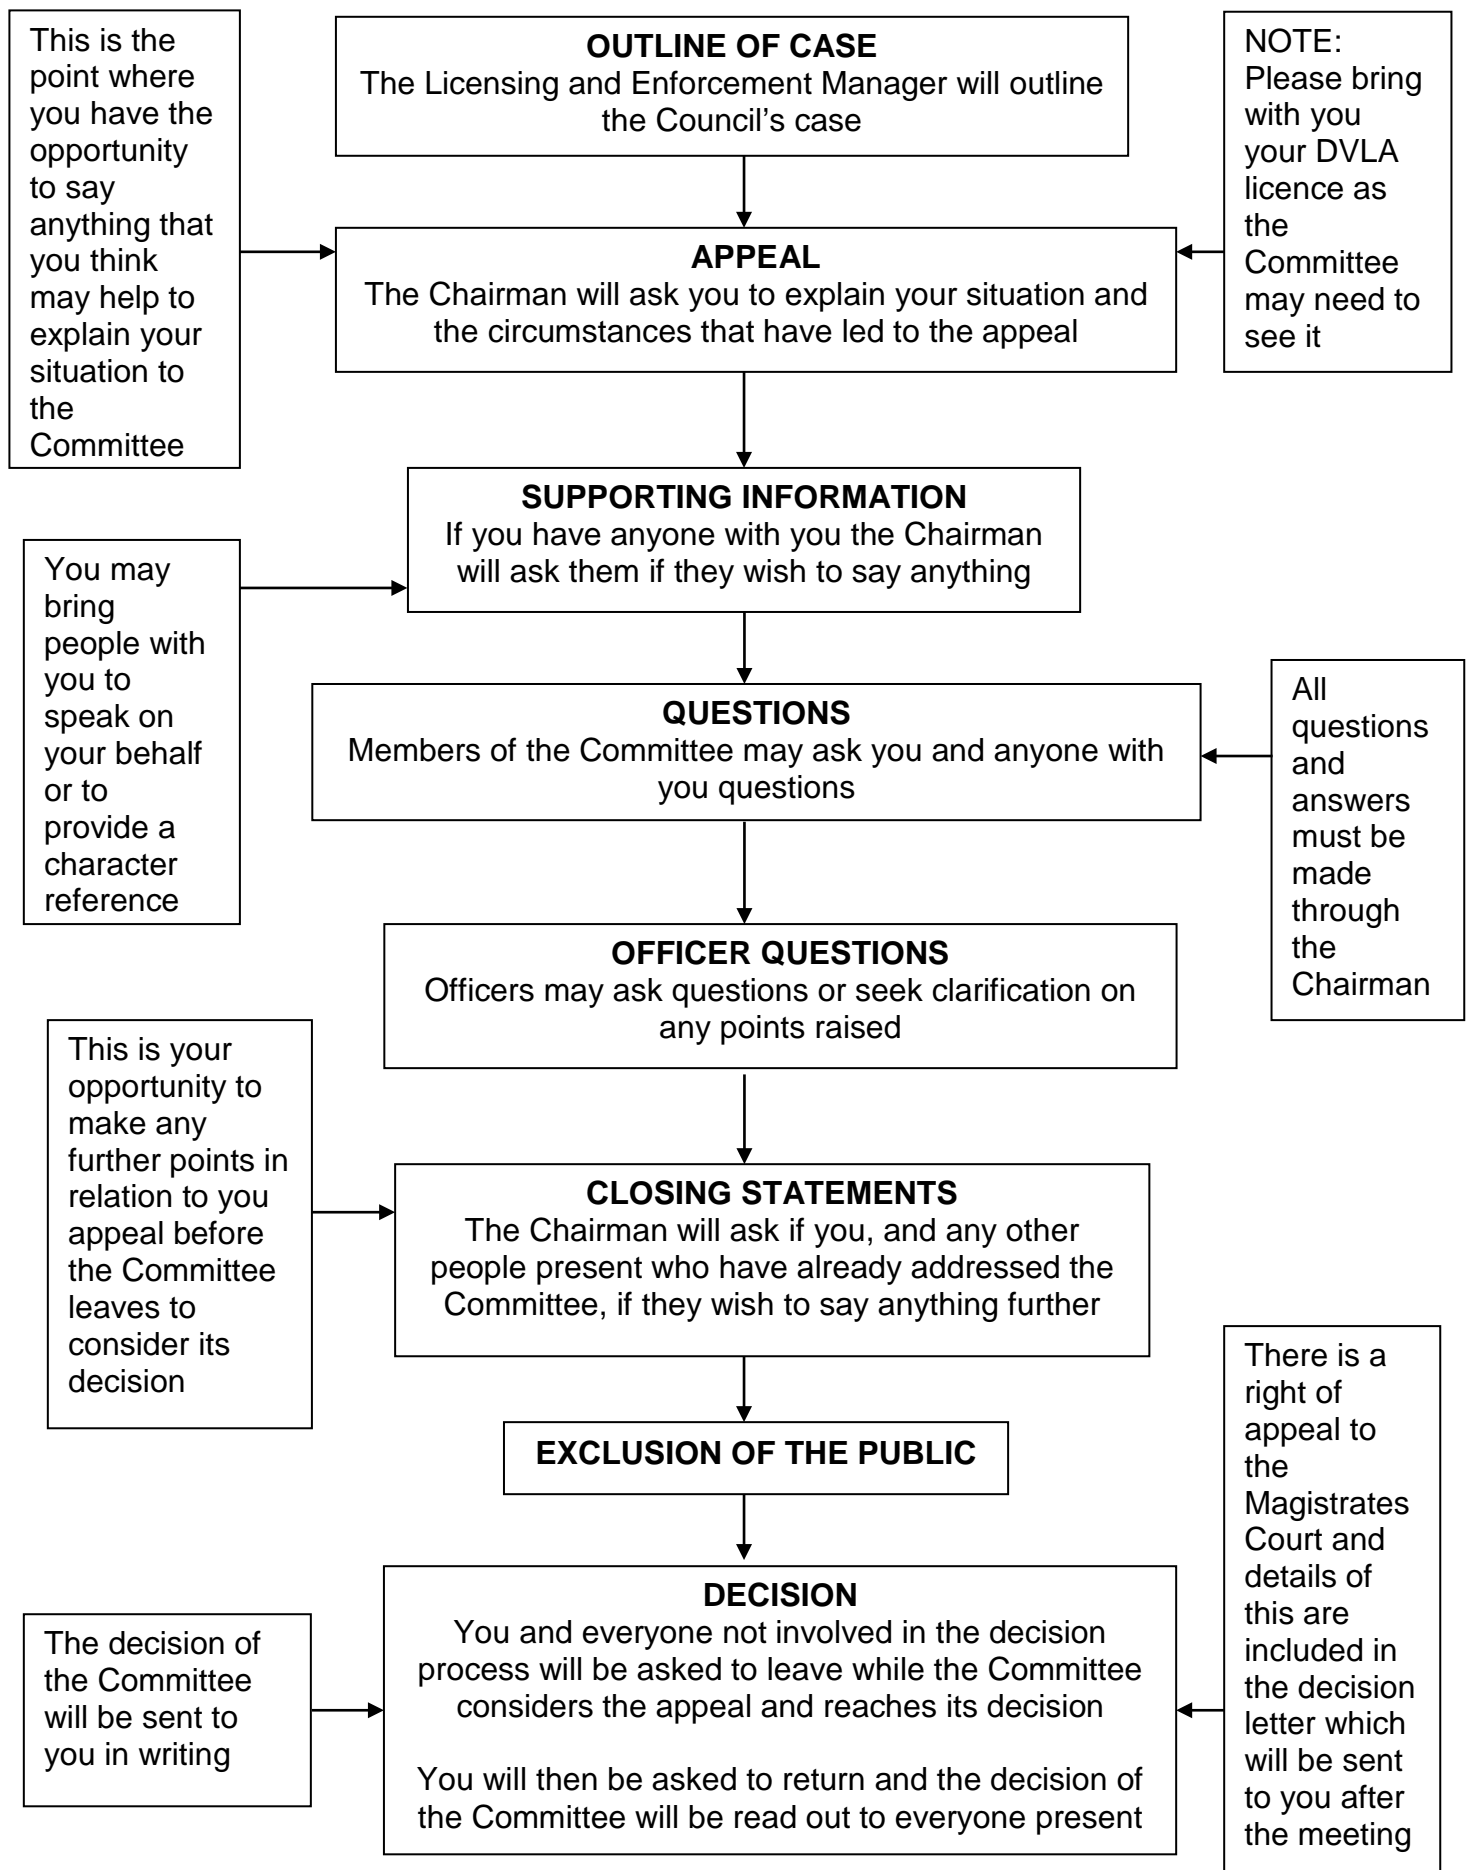 This is the
point where
you have the
opportunity
to say
anything that
you think
may help to
explain your
situation to
the
Committee
OUTLINE OF CASE
The Licensing and Enforcement Manager will outline
the Council’s case
NOTE:
Please bring
with you
your DVLA
licence as
the
Committee
may need to
see it
APPEAL
The Chairman will ask you to explain your situation and
the circumstances that have led to the appeal
SUPPORTING INFORMATION
If you have anyone with you the Chairman
will ask them if they wish to say anything
You may
bring
people with
you to
speak on
your behalf
or to
provide a
character
reference
QUESTIONS
Members of the Committee may ask you and anyone with
you questions
All
questions
and
answers
must be
made
through
the
Chairman
OFFICER QUESTIONS
Officers may ask questions or seek clarification on
any points raised
This is your
opportunity to
make any
further points in
relation to you
appeal before
the Committee
leaves to
consider its
decision
CLOSING STATEMENTS
The Chairman will ask if you, and any other
people present who have already addressed the
Committee, if they wish to say anything further
EXCLUSION OF THE PUBLIC
There is a
right of
appeal to
the
Magistrates
Court and
details of
this are
included in
the decision
letter which
will be sent
to you after
the meeting
DECISION
You and everyone not involved in the decision
process will be asked to leave while the Committee
considers the appeal and reaches its decision
You will then be asked to return and the decision of
the Committee will be read out to everyone present
The decision of
the Committee
will be sent to
you in writing